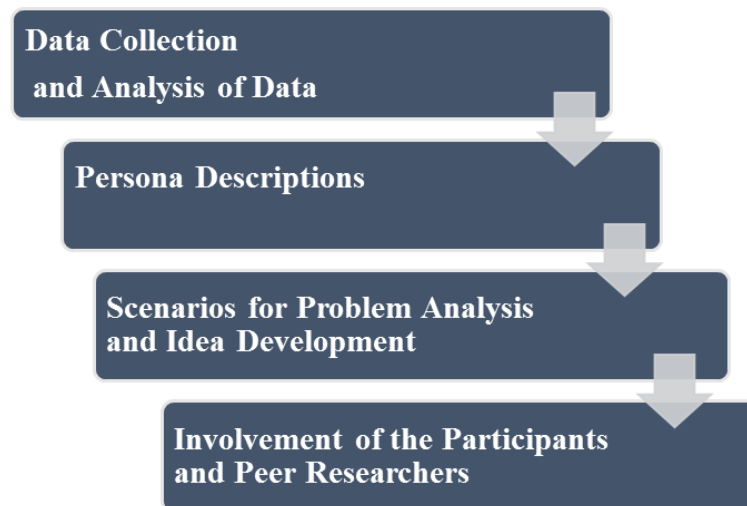 Data Collection
and Analysis of Data
Persona Descriptions
Scenarios for Problem Analysis
and Idea Development
Involvement of the Participants
and Peer Researchers